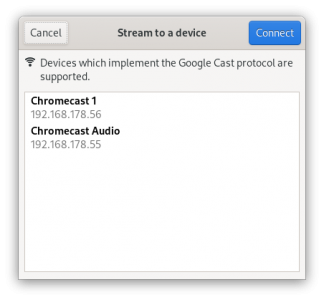 Cancel
Stream to a device
Connect
Devices which implement the Google Cast protocol are
supported.
Chromecast 1
192.168.178.56
Chromecast Audio
192.168.178.55